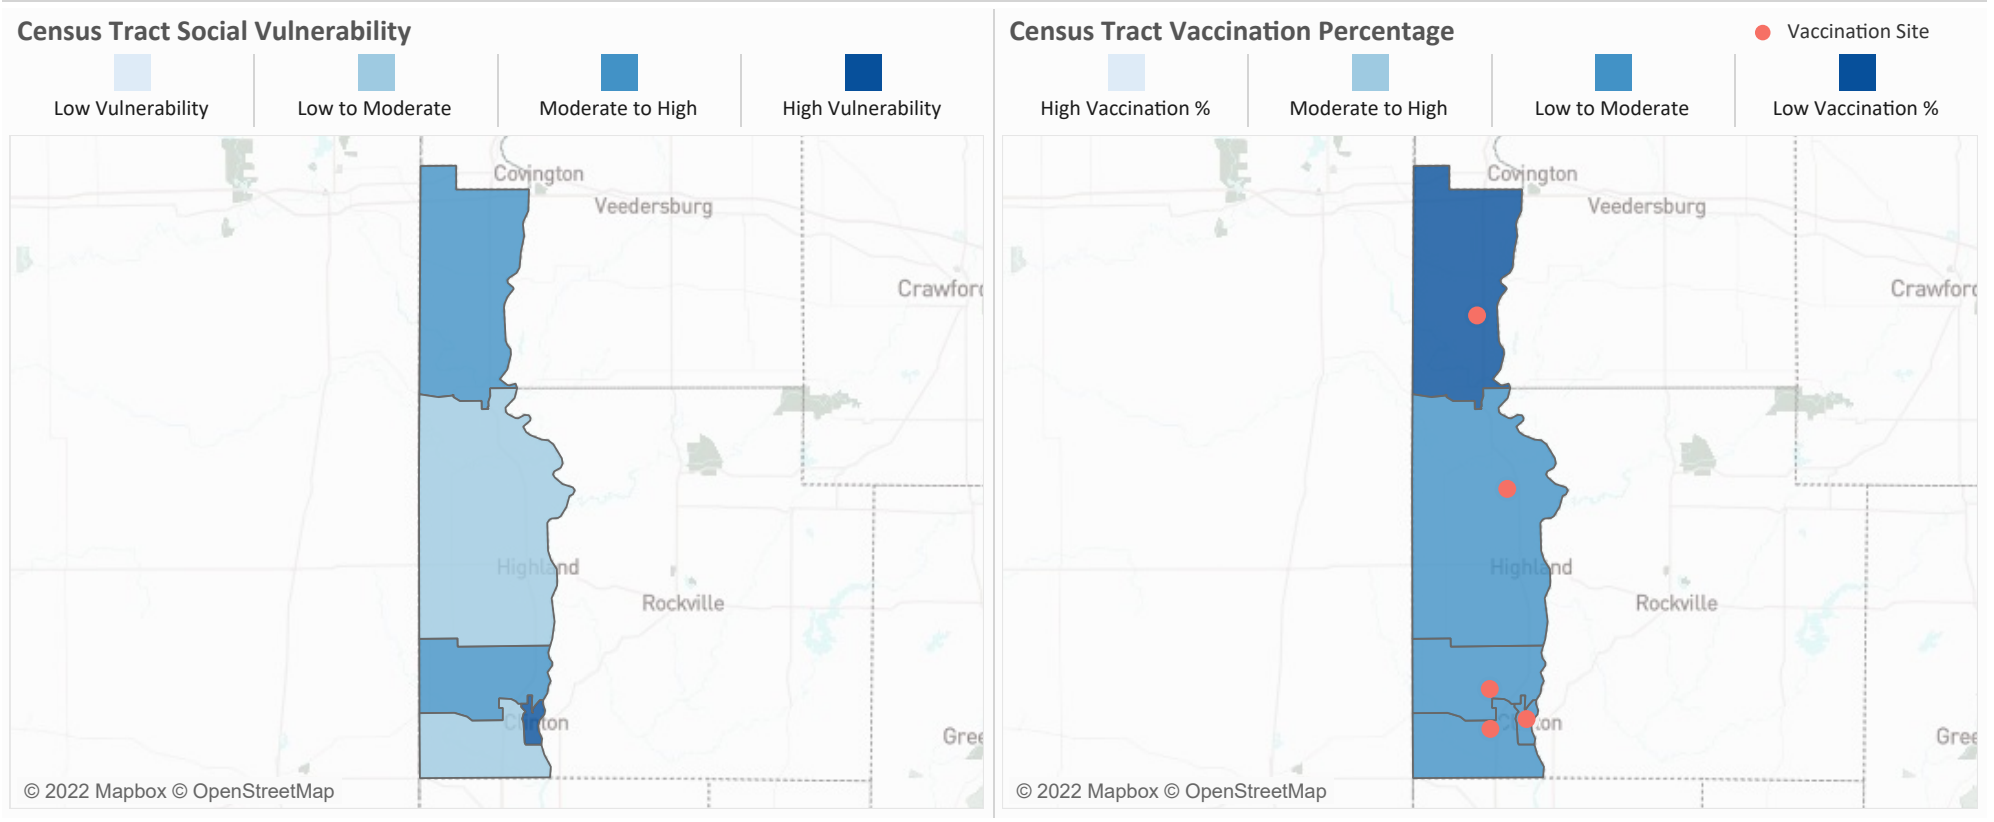 Census Tract Social Vulnerability
Low Vulnerability
Low to Moderate
Moderate to High
High Vulnerability
Covington
Veedersburg
Crawford
Highland
Rockville
Clinton
Gree
© 2022 Mapbox © OpenStreetMap
Census Tract Vaccination Percentage
Vaccination Site
High Vaccination %
Moderate to High
Low to Moderate
Low Vaccination %
Covington
Veedersburg
Crawford
Highland
Rockville
Clinton
Gree
© 2022 Mapbox © OpenStreetMap